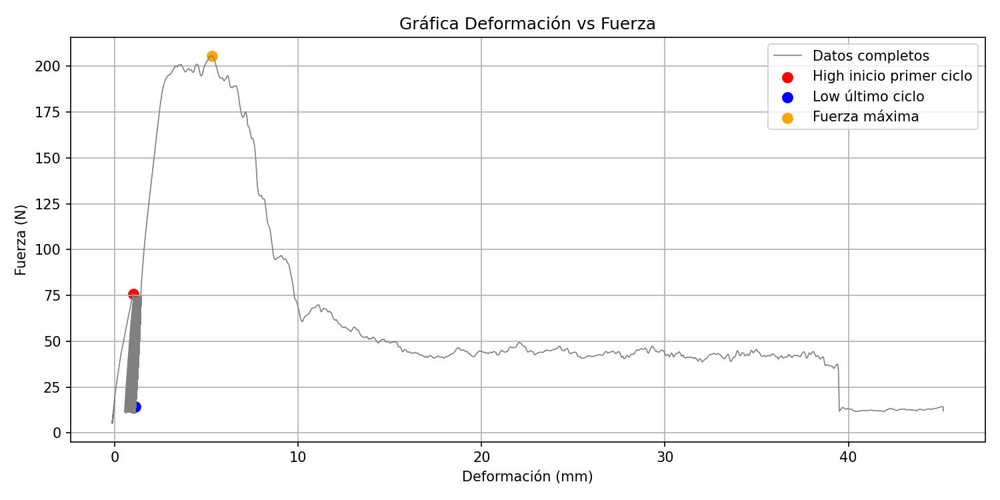 Gráfica Deformación vs Fuerza
Datos completos
High inicio primer ciclo
Low último ciclo
Fuerza máxima
Fuerza (N)
200
175
150
125
100
75
50
25
0
0 10 20 30 40
Deformación (mm)